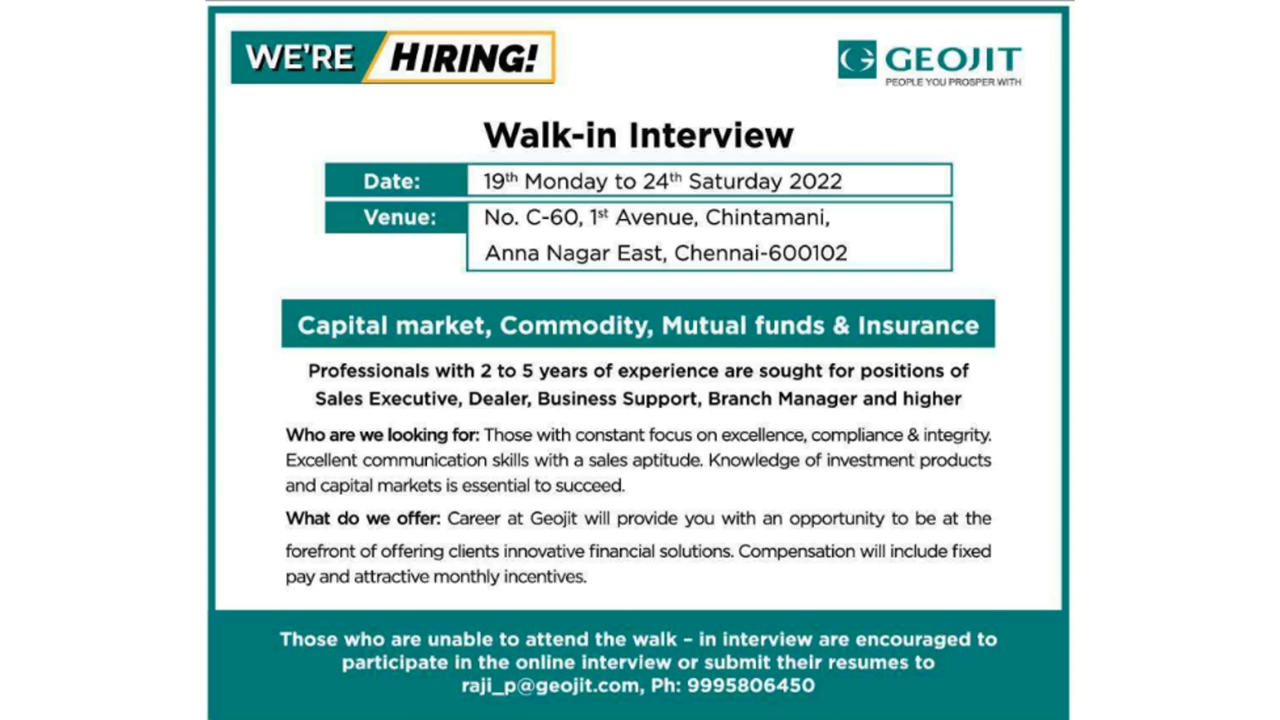 WE'RE HIRING!
GEOJIT
PEOPLE YOU PROSPER WITH
Walk-in Interview
Date: 19th Monday to 24th Saturday 2022
Venue: No. C-60, 1st Avenue, Chintamani,
Anna Nagar East, Chennai-600102
Capital market, Commodity, Mutual funds & Insurance
Professionals with 2 to 5 years of experience are sought for positions of
Sales Executive, Dealer, Business Support, Branch Manager and higher
Who are we looking for: Those with constant focus on excellence, compliance & integrity.
Excellent communication skills with a sales aptitude. Knowledge of investment products
and capital markets is essential to succeed.
What do we offer: Career at Geojit will provide you with an opportunity to be at the
forefront of offering clients innovative financial solutions. Compensation will include fixed
pay and attractive monthly incentives.
Those who are unable to attend the walk – in interview are encouraged to
participate in the online interview or submit their resumes to
raji_p@geojit.com, Ph: 9995806450